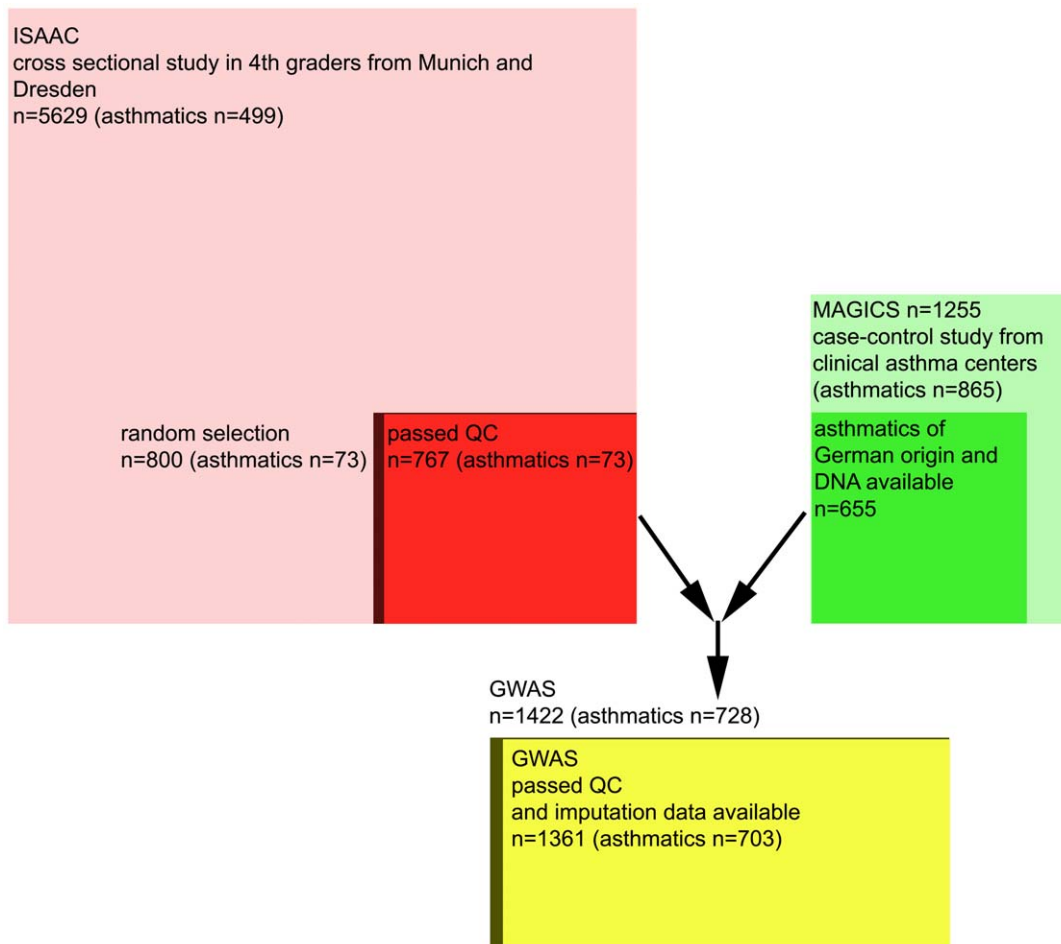 ISAAC
cross sectional study in 4th graders from Munich and
Dresden
n=5629 (asthmatics n=499)
MAGICS n=1255
case-control study from
clinical asthma centers
(asthmatics n=865)
random selection
n=800 (asthmatics n=73)
passed QC
n=767 (asthmatics n=73)
asthmatics of
German origin and
DNA available
n=655
GWAS
n=1422 (asthmatics n=728)
GWAS
passed QC
and imputation data available
n=1361 (asthmatics n=703)